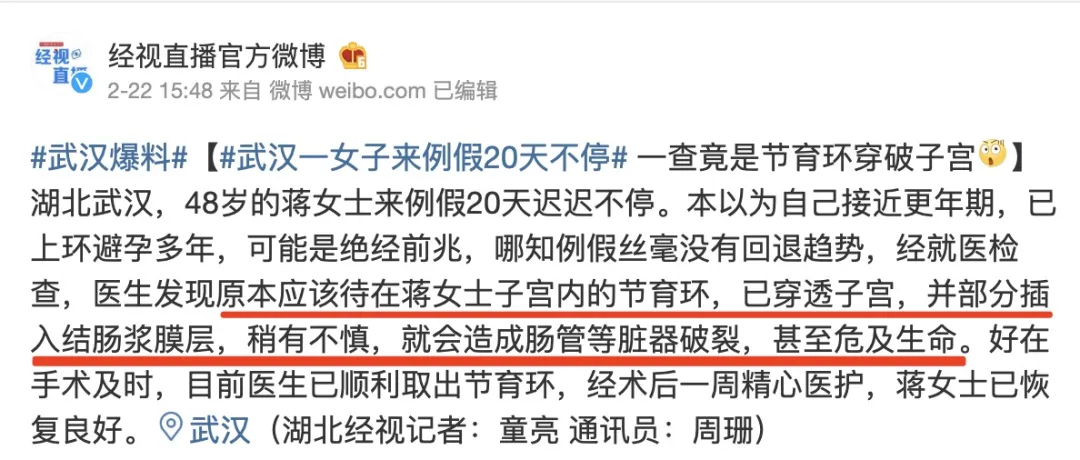 经视直播
经视直播官方微博
2-22 15:48 来自 微博 weibo.com 已编辑
#武汉爆料#【#武汉一女子来例假20天不停# 一查竟是节育环穿破子宫】
湖北武汉，48岁的蒋女士来例假20天迟迟不停。本以为自己接近更年期，已
上环避孕多年，可能是绝经前兆，哪知例假丝毫没有回退趋势，经就医检
查，医生发现原本应该待在蒋女士子宫内的节育环，已穿透子宫，并部分插
入结肠浆膜层，稍有不慎，就会造成肠管等脏器破裂，甚至危及生命。好在
手术及时，目前医生已顺利取出节育环，经术后一周精心医护，蒋女士已恢
复良好。武汉（湖北经视记者：童亮 通讯员：周珊）